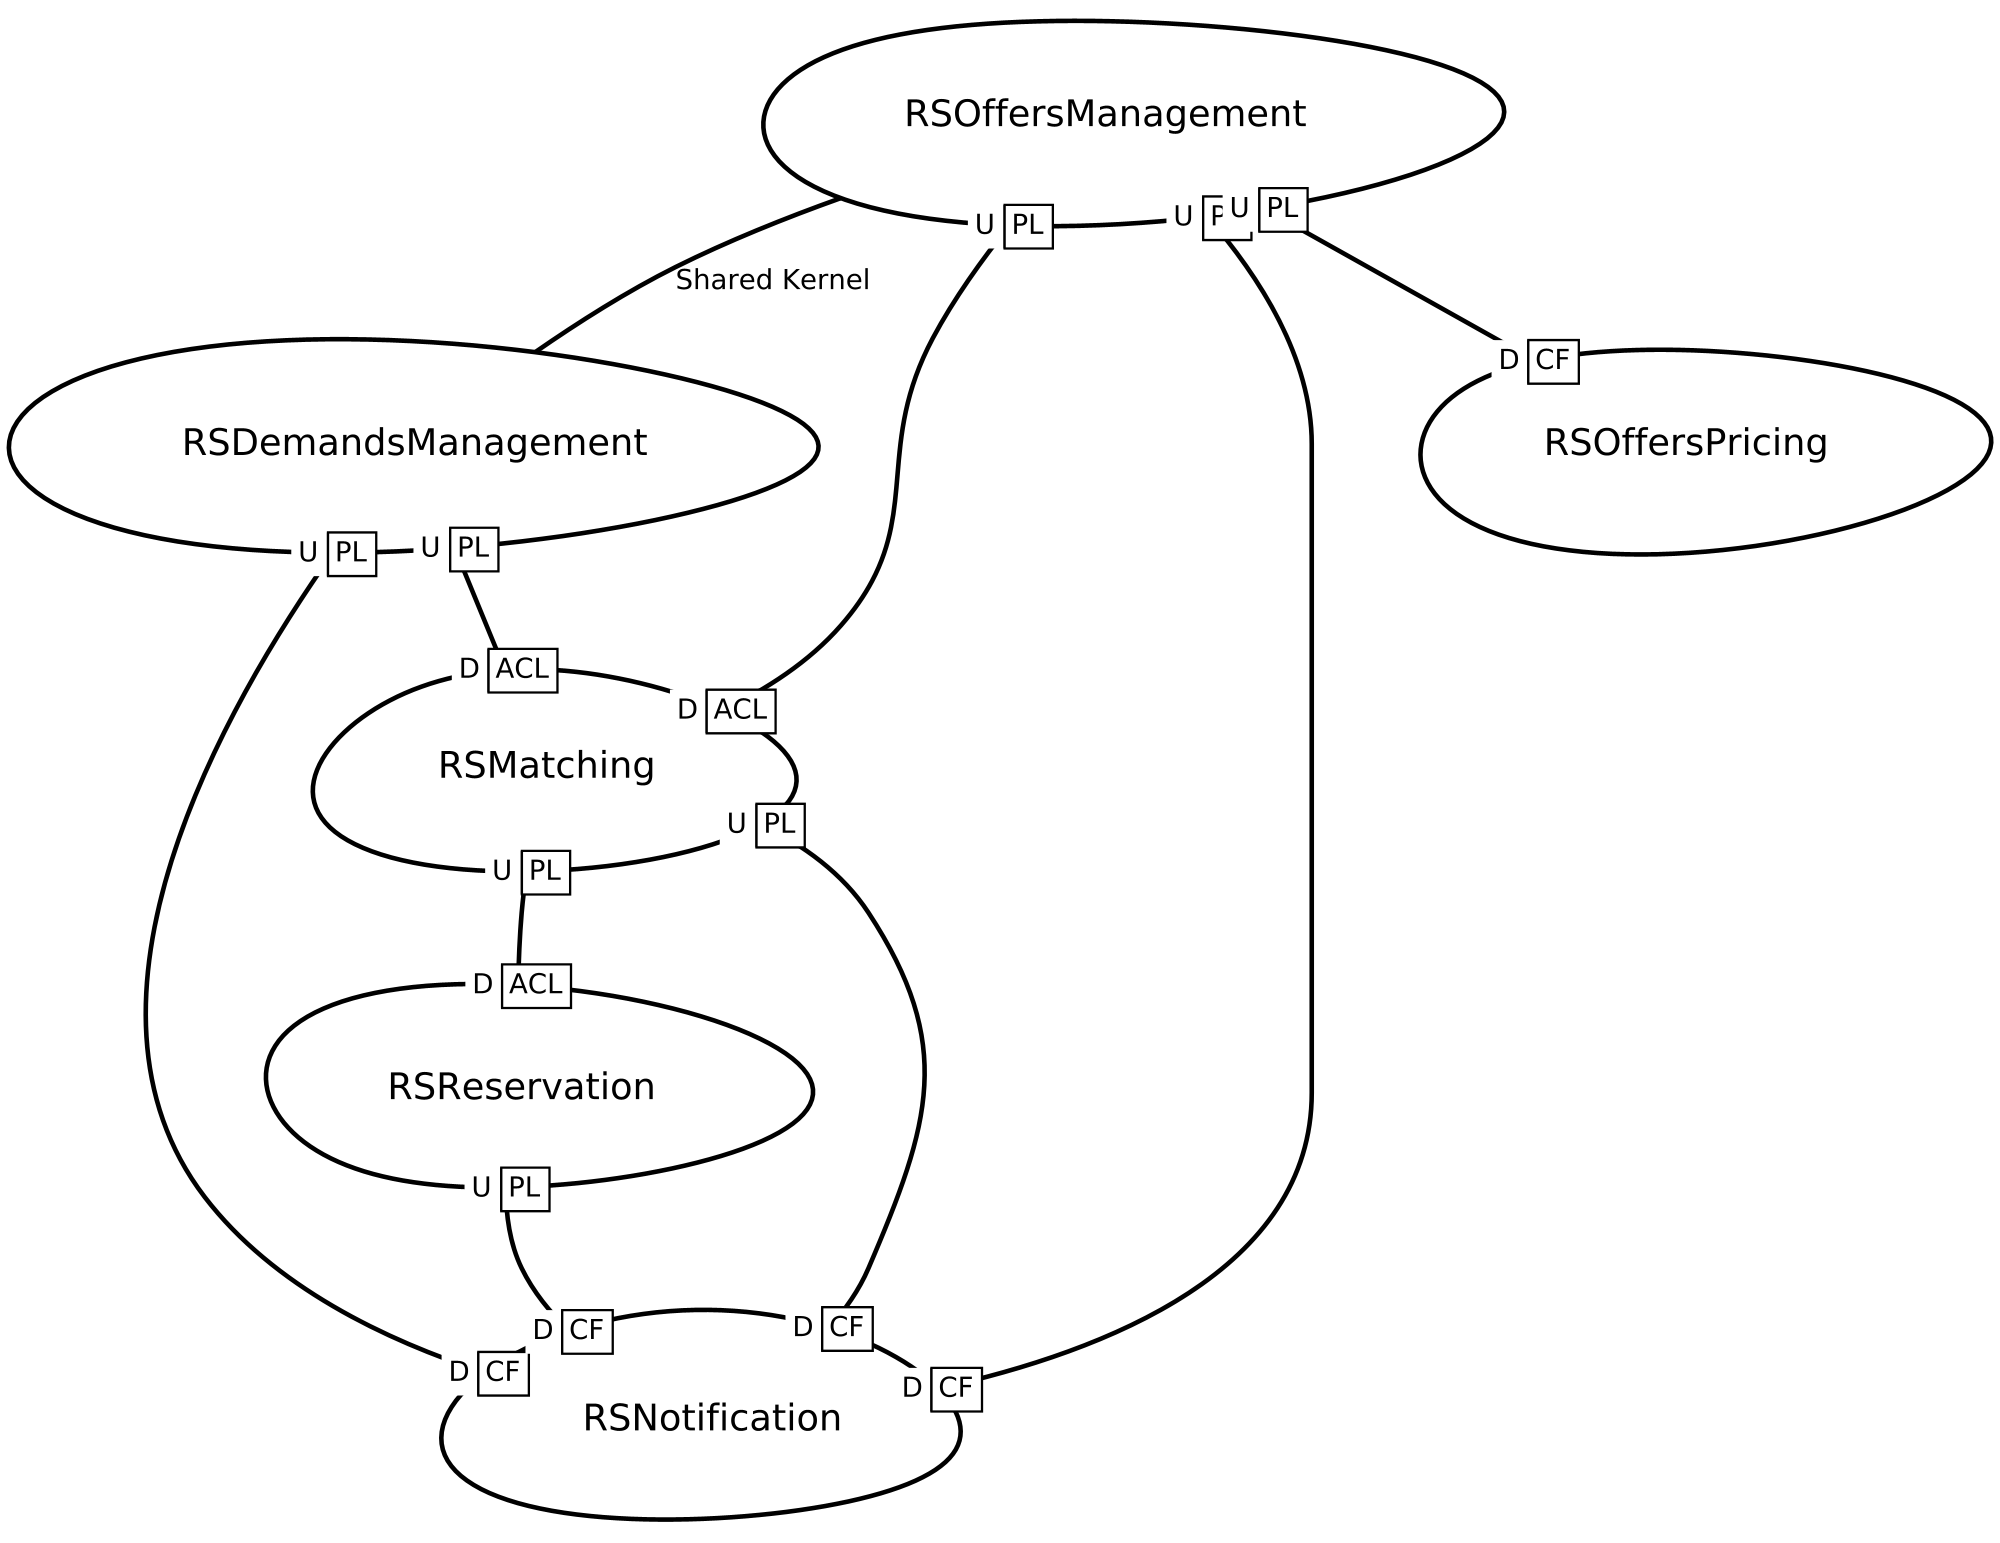 RSOffersManagement
U PL
U
U PL
Shared Kernel
D CF
RSDemandsManagement
RSOffersPricing
U PL
U PL
D ACL
D ACL
RSMatching
U PL
U PL
D ACL
RSReservation
U PL
D CF
D CF
D CF
D CF
RSNotification